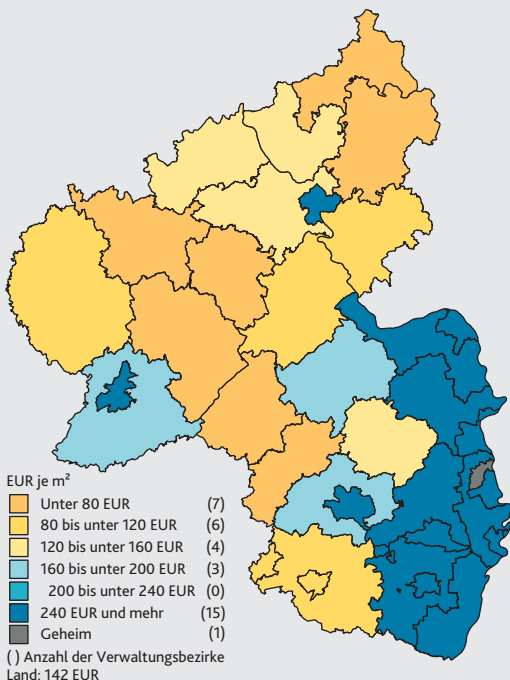 EUR je m²
Unter 80 EUR (7)
80 bis unter 120 EUR (6)
120 bis unter 160 EUR (4)
160 bis unter 200 EUR (3)
200 bis unter 240 EUR (0)
240 EUR und mehr (15)
Geheim (1)
( ) Anzahl der Verwaltungsbezirke
Land: 142 EUR